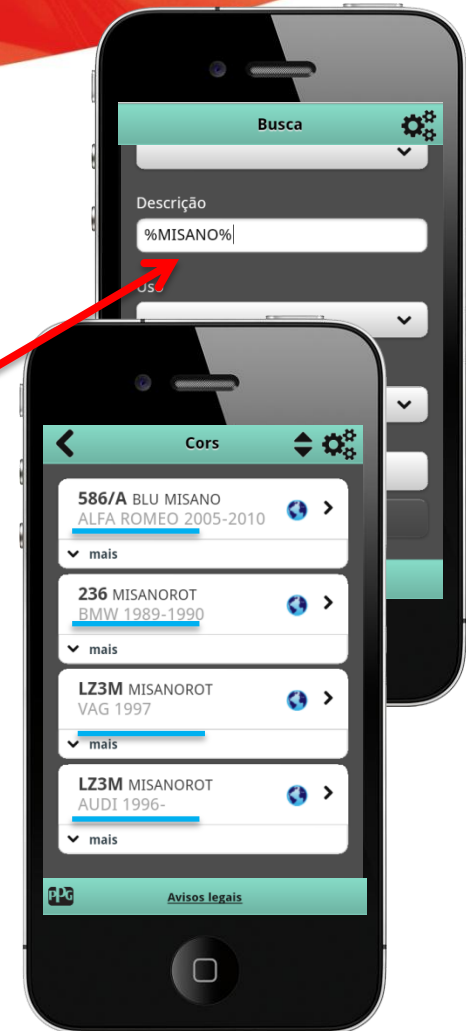 Busca
Descrição
%MISANO%
Uso
Cors
586/A BLU MISANO
ALFA ROMEO 2005-2010
mais
236 MISANOROT
BMW 1989-1990
mais
LZ3M MISANOROT
VAG 1997
mais
LZ3M MISANOROT
AUDI 1996-
mais
PPG
Avisos legais